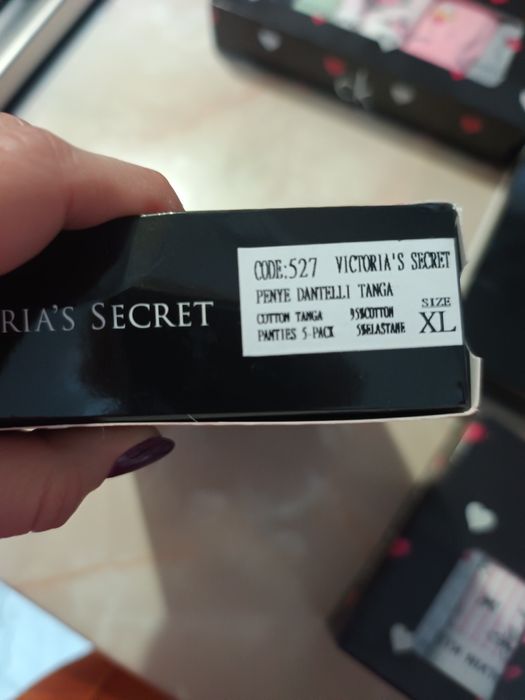 RIA'S SECRET
CODE:527 VICTORIA'S SECRET
PENYE DANTELLI TANGA
COTTON TANGA 95%COTTON
PANTIES 5-PACK 5%ELASTANE
SIZE
XL
ck